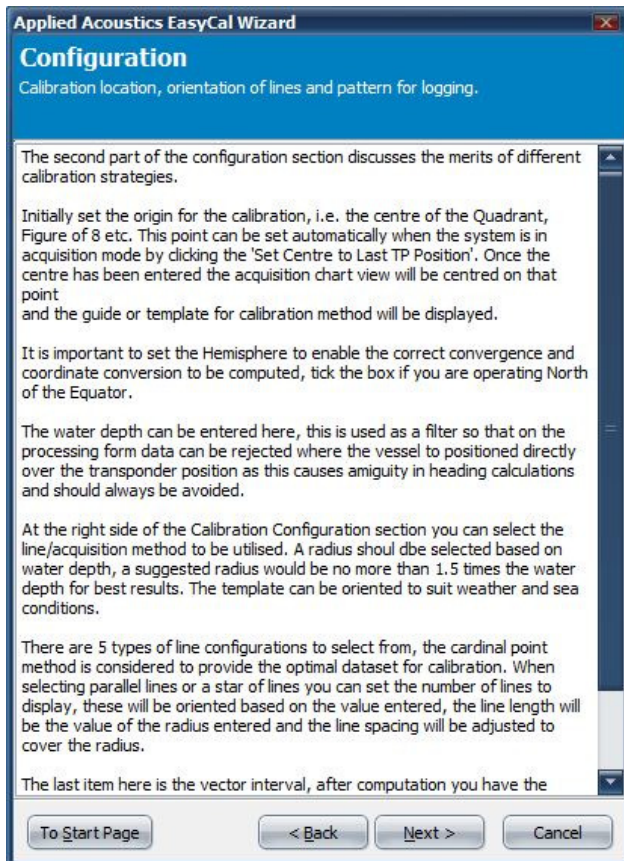 Applied Acoustics EasyCal Wizard
Configuration
Calibration location, orientation of lines and pattern for logging.
The second part of the configuration section discusses the merits of different
calibration strategies.
Initially set the origin for the calibration, i.e. the centre of the Quadrant,
Figure of 8 etc. This point can be set automatically when the system is in
acquisition mode by clicking the 'Set Centre to Last TP Position'. Once the
centre has been entered the acquisition chart view will be centred on that
point
and the guide or template for calibration method will be displayed.
It is important to set the Hemisphere to enable the correct convergence and
coordinate conversion to be computed, tick the box if you are operating North
of the Equator.
The water depth can be entered here, this is used as a filter so that on the
processing form data can be rejected where the vessel to positioned directly
over the transponder position as this causes amiguity in heading calculations
and should always be avoided.
At the right side of the Calibration Configuration section you can select the
line/acquisition method to be utilised. A radius shoul dbe selected based on
water depth, a suggested radius would be no more than 1.5 times the water
depth for best results. The template can be oriented to suit weather and sea
conditions.
There are 5 types of line configurations to select from, the cardinal point
method is considered to provide the optimal dataset for calibration. When
selecting parallel lines or a star of lines you can set the number of lines to
display, these will be oriented based on the value entered, the line length will
be the value of the radius entered and the line spacing will be adjusted to
cover the radius.
The last item here is the vector interval, after computation you have the
To Start Page < Back Next > Cancel